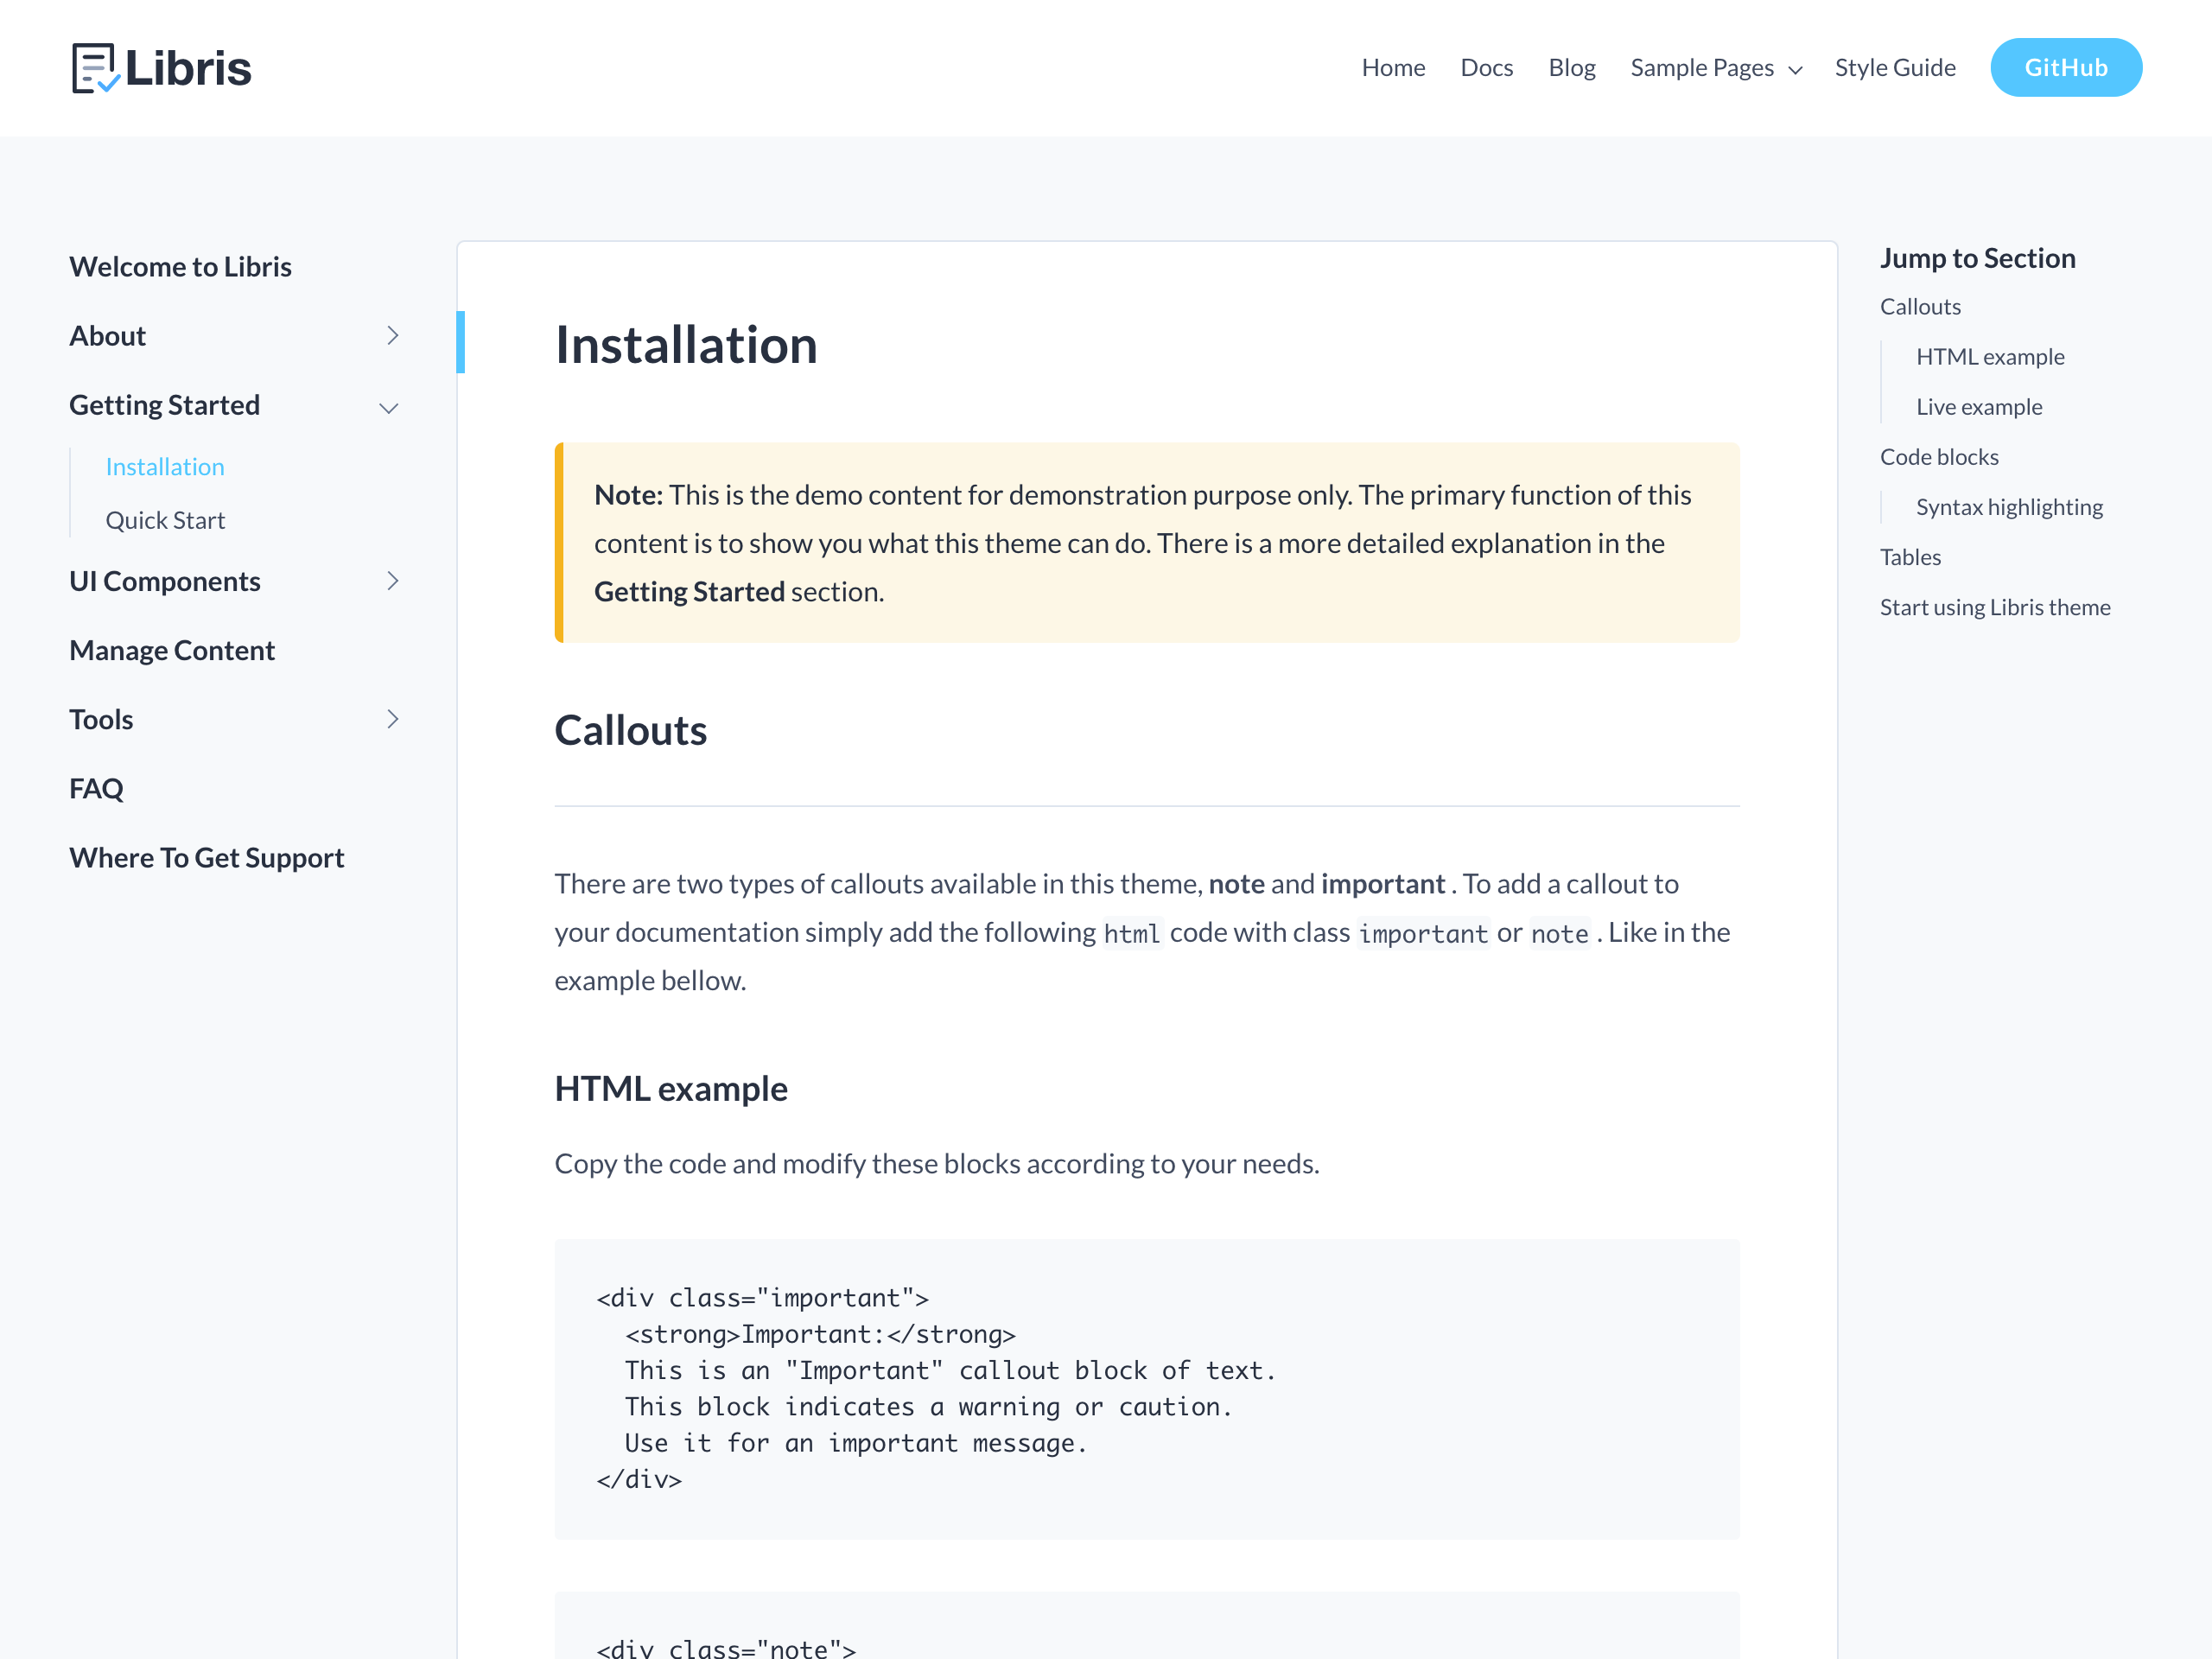 Libris
Home Docs Blog Sample Pages Style Guide GitHub
Welcome to Libris
About
Getting Started
Installation
Quick Start
UI Components
Manage Content
Tools
FAQ
Where To Get Support
Installation
Note: This is the demo content for demonstration purpose only. The primary function of this
content is to show you what this theme can do. There is a more detailed explanation in the
Getting Started section.
Callouts
There are two types of callouts available in this theme, note and important . To add a callout to
your documentation simply add the following html code with class important or note . Like in the
example bellow.
HTML example
Copy the code and modify these blocks according to your needs.
<div class="important">
  <strong>Important:</strong>
  This is an "Important" callout block of text.
  This block indicates a warning or caution.
  Use it for an important message.
</div>
<div class="note">
Jump to Section
Callouts
HTML example
Live example
Code blocks
Syntax highlighting
Tables
Start using Libris theme